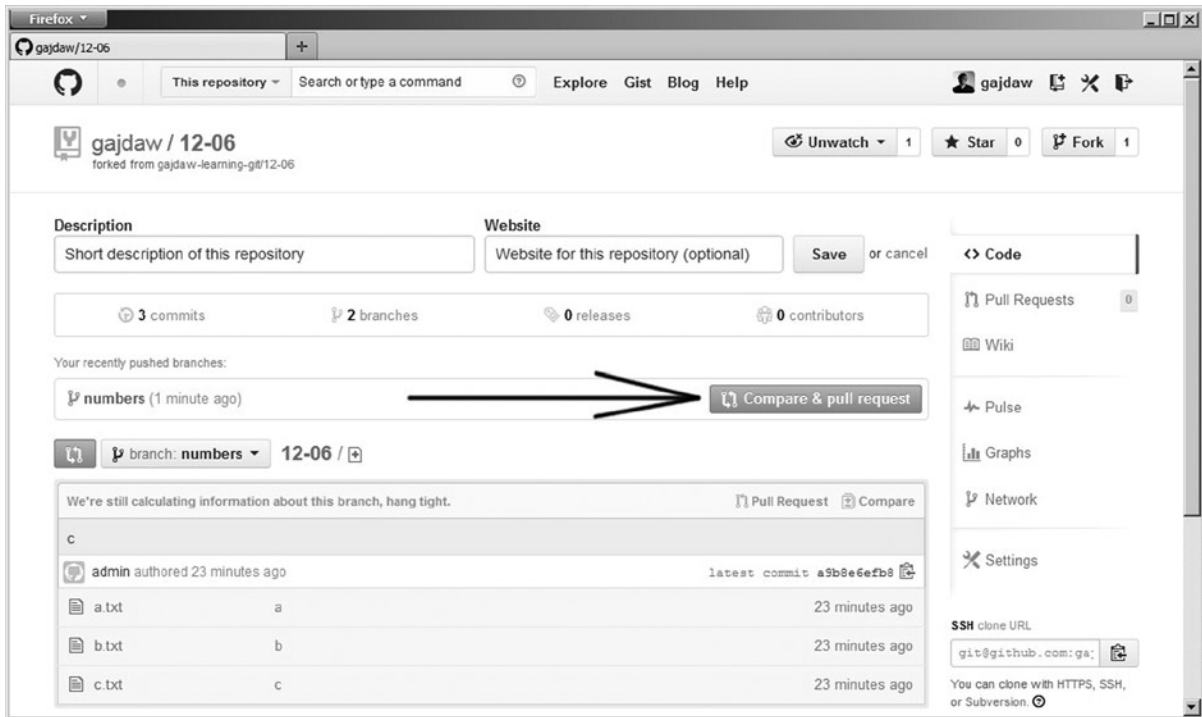 Firefox
gajdaw/12-06
This repository Search or type a command Explore Gist Blog Help gajdaw
gajdaw / 12-06
forked from gajdaw-learning-git/12-06
Unwatch 1 Star 0 Fork 1
Description
Short description of this repository
Website
Website for this repository (optional)
Save or cancel
3 commits 2 branches 0 releases 0 contributors
Your recently pushed branches:
numbers (1 minute ago) Compare & pull request
branch: numbers 12-06 /
We're still calculating information about this branch, hang tight. Pull Request Compare
c
admin authored 23 minutes ago latest commit a9b8e6efb8
a.txt a 23 minutes ago
b.txt b 23 minutes ago
c.txt c 23 minutes ago
Code
Pull Requests 0
Wiki
Pulse
Graphs
Network
Settings
SSH clone URL
git@github.com:gaj
You can clone with HTTPS, SSH,
or Subversion.